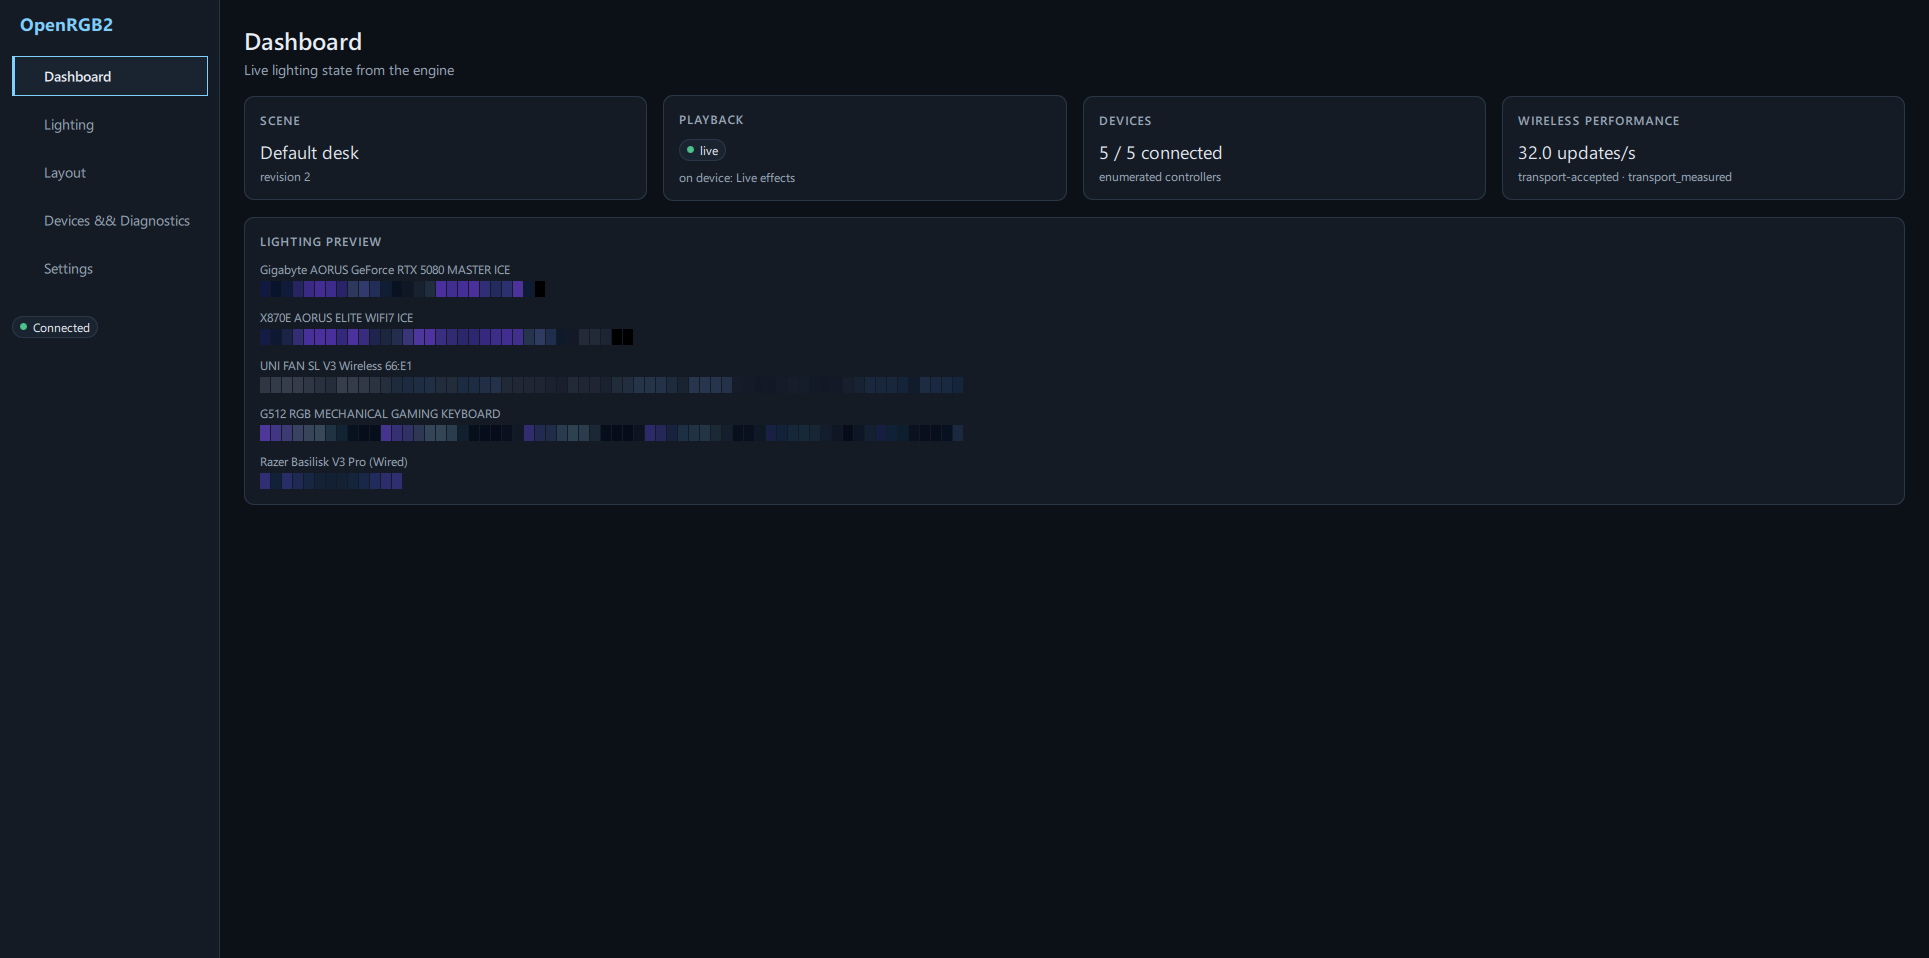 OpenRGB2
Dashboard
Lighting
Layout
Devices && Diagnostics
Settings
Connected
Dashboard
Live lighting state from the engine
SCENE
Default desk
revision 2
PLAYBACK
live
on device: Live effects
DEVICES
5 / 5 connected
enumerated controllers
WIRELESS PERFORMANCE
32.0 updates/s
transport-accepted · transport_measured
LIGHTING PREVIEW
Gigabyte AORUS GeForce RTX 5080 MASTER ICE
X870E AORUS ELITE WIFI7 ICE
UNI FAN SL V3 Wireless 66:E1
G512 RGB MECHANICAL GAMING KEYBOARD
Razer Basilisk V3 Pro (Wired)